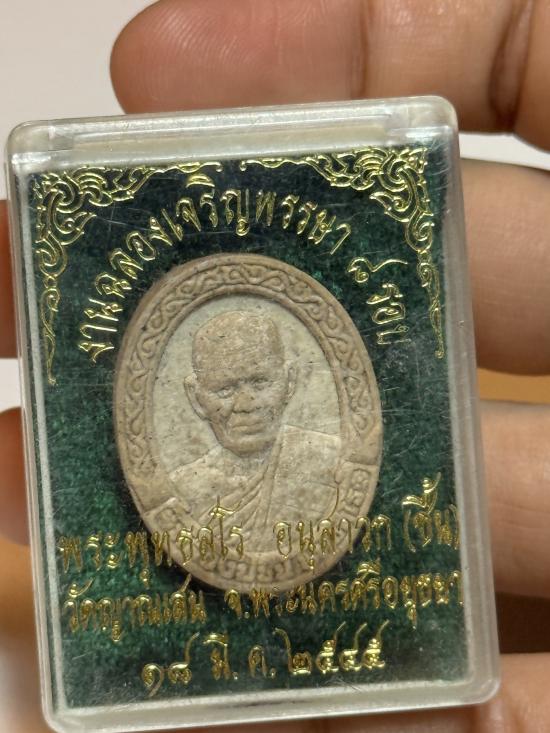 งานฉลองเจริญพรรษา ๘ รอบ
พระพุทธสโร อนุสาวก (ชื้น)
วัดญาณเสน จ.พระนครศรีอยุธยา
๑๘ มี.ค. ๒๕๔๕